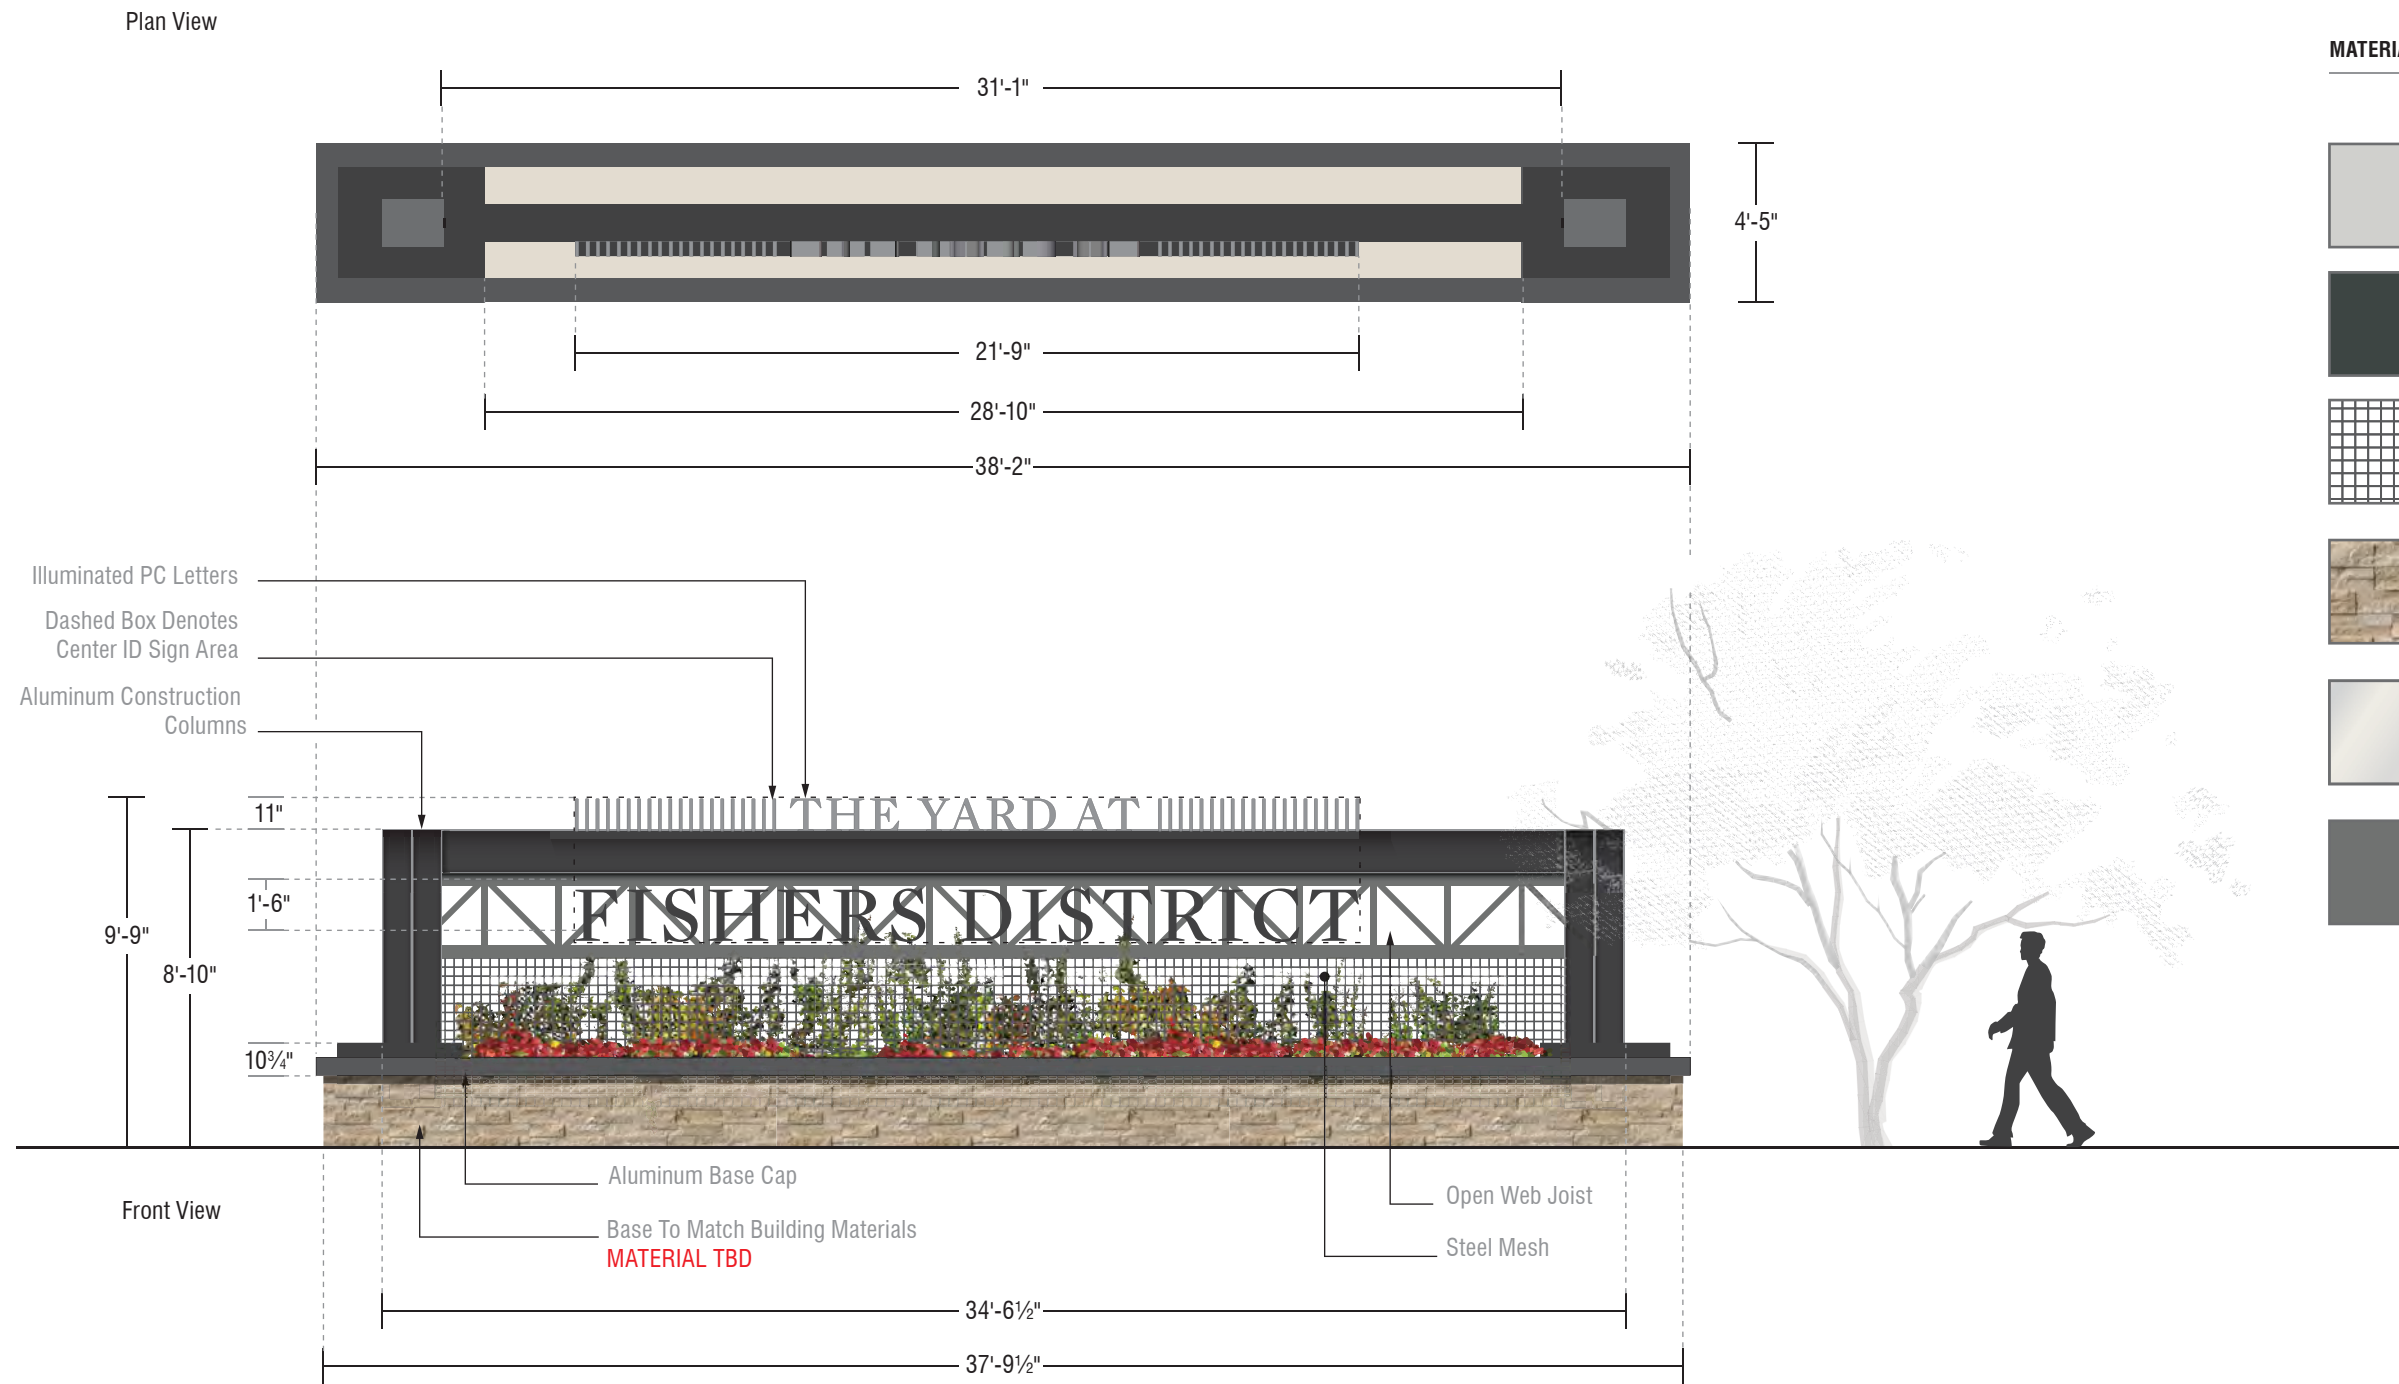 Plan View
MATERIA
31'-1"
4'-5"
21'-9"
28'-10"
38'-2"
Illuminated PC Letters
Dashed Box Denotes
Center ID Sign Area
Aluminum Construction
Columns
11"
1'-6"
9'-9"
8'-10"
10¾"
THE YARD AT
FISHERS DISTRICT
Aluminum Base Cap
Front View
Base To Match Building Materials
MATERIAL TBD
Open Web Joist
Steel Mesh
34'-6½"
37'-9½"